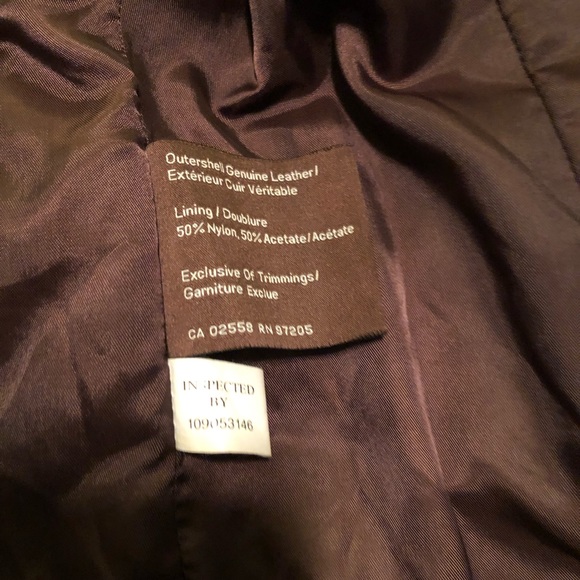 Outershell Genuine Leather/
Extérieur Cuir Véritable
Lining / Doublure
50% Nylon, 50% Acetate/Acétate
Exclusive Of Trimmings/
Garniture Exclue
CA 02558 RN 97205
INSPECTED
BY
109053146